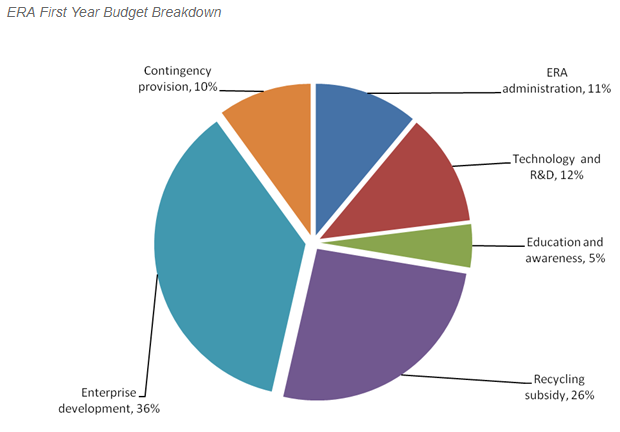 ERA First Year Budget Breakdown
Contingency
provision, 10%
ERA
administration, 11%
Technology and
R&D, 12%
Education and
awareness, 5%
Recycling
subsidy, 26%
Enterprise
development, 36%